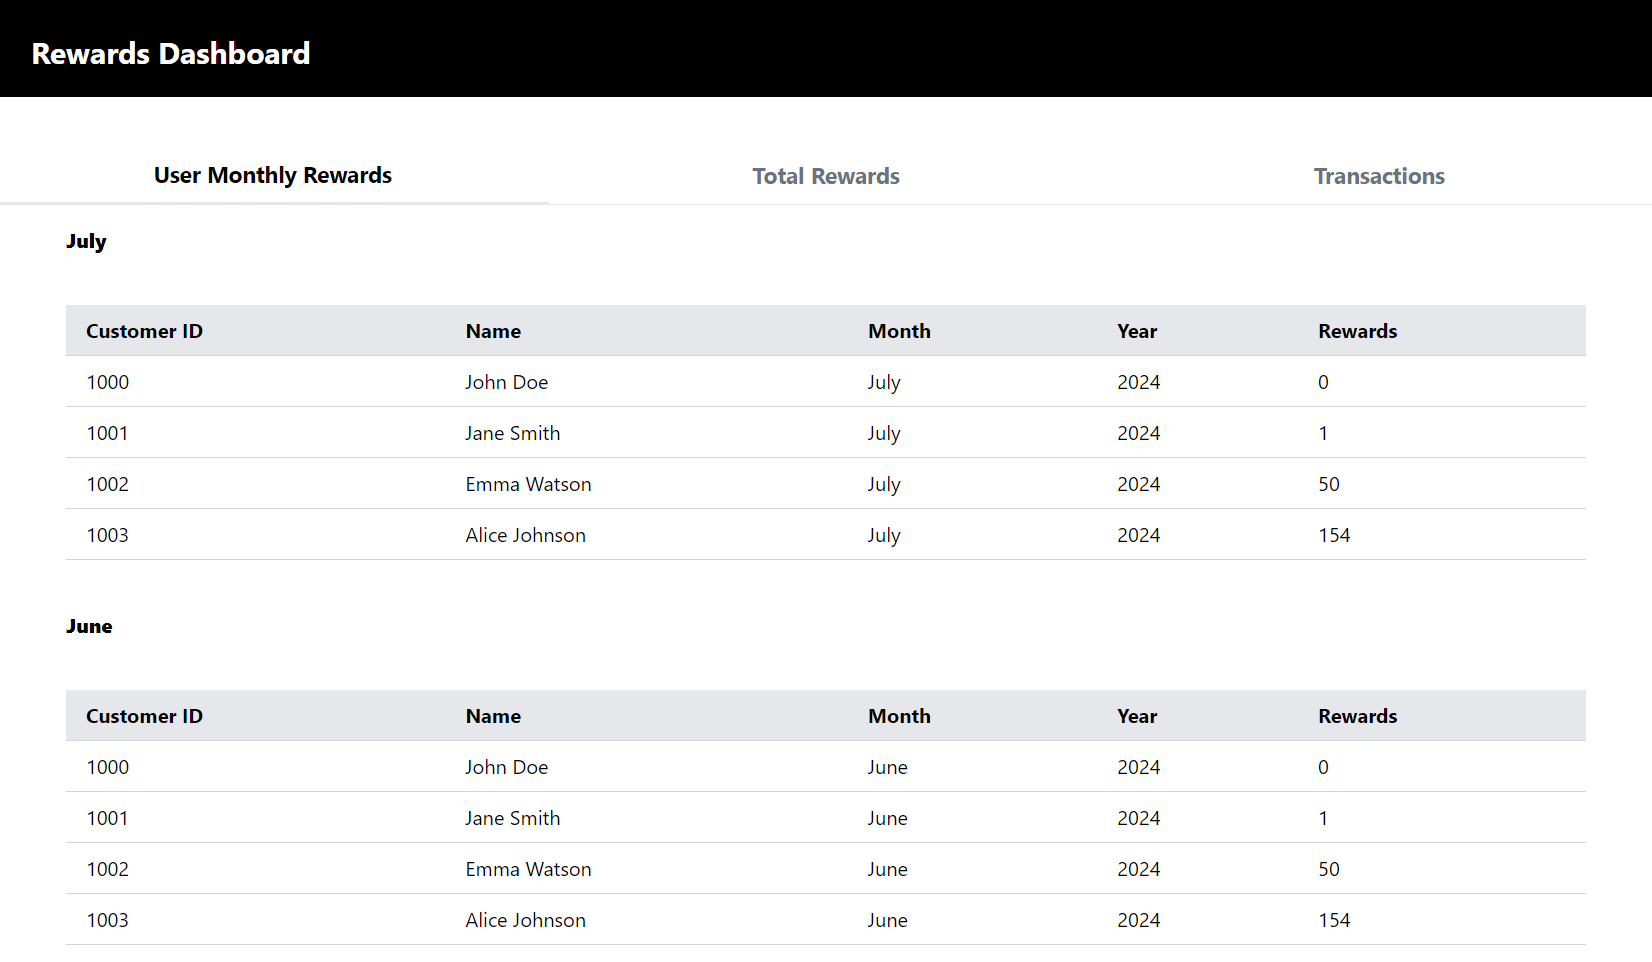 Rewards Dashboard
User Monthly Rewards Total Rewards Transactions
July
Customer ID Name Month Year Rewards
1000 John Doe July 2024 0
1001 Jane Smith July 2024 1
1002 Emma Watson July 2024 50
1003 Alice Johnson July 2024 154
June
Customer ID Name Month Year Rewards
1000 John Doe June 2024 0
1001 Jane Smith June 2024 1
1002 Emma Watson June 2024 50
1003 Alice Johnson June 2024 154